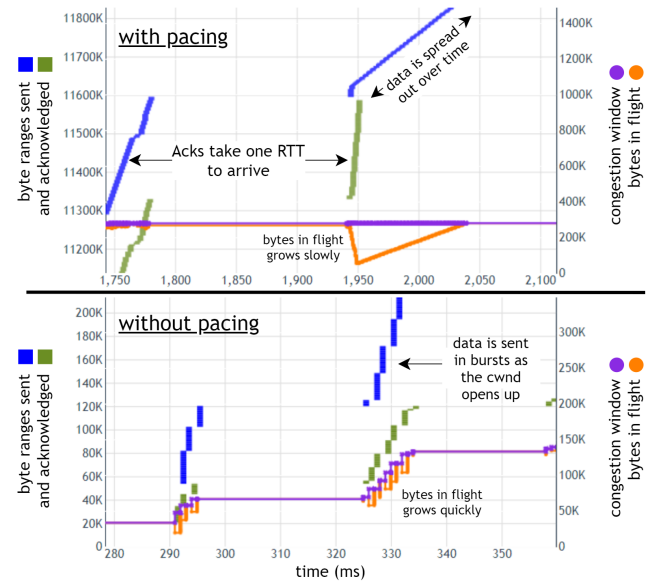 with pacing
11800K
11700K
11600K
11500K
11400K
11300K
11200K
1400K
1200K
1000K
800K
600K
400K
200K
0
data is spread
out over time
Acks take one RTT
to arrive
bytes in flight
grows slowly
1,750
1,800
1,850
1,900
1,950
2,000
2,050
2,100
byte ranges sent
and acknowledged
congestion window
bytes in flight
without pacing
200K
180K
160K
140K
120K
100K
80K
60K
40K
20K
0
300K
250K
200K
150K
100K
50K
0
data is sent
in bursts as
the cwnd
opens up
bytes in flight
grows quickly
280
290
300
310
320
330
340
350
time (ms)
byte ranges sent
and acknowledged
congestion window
bytes in flight